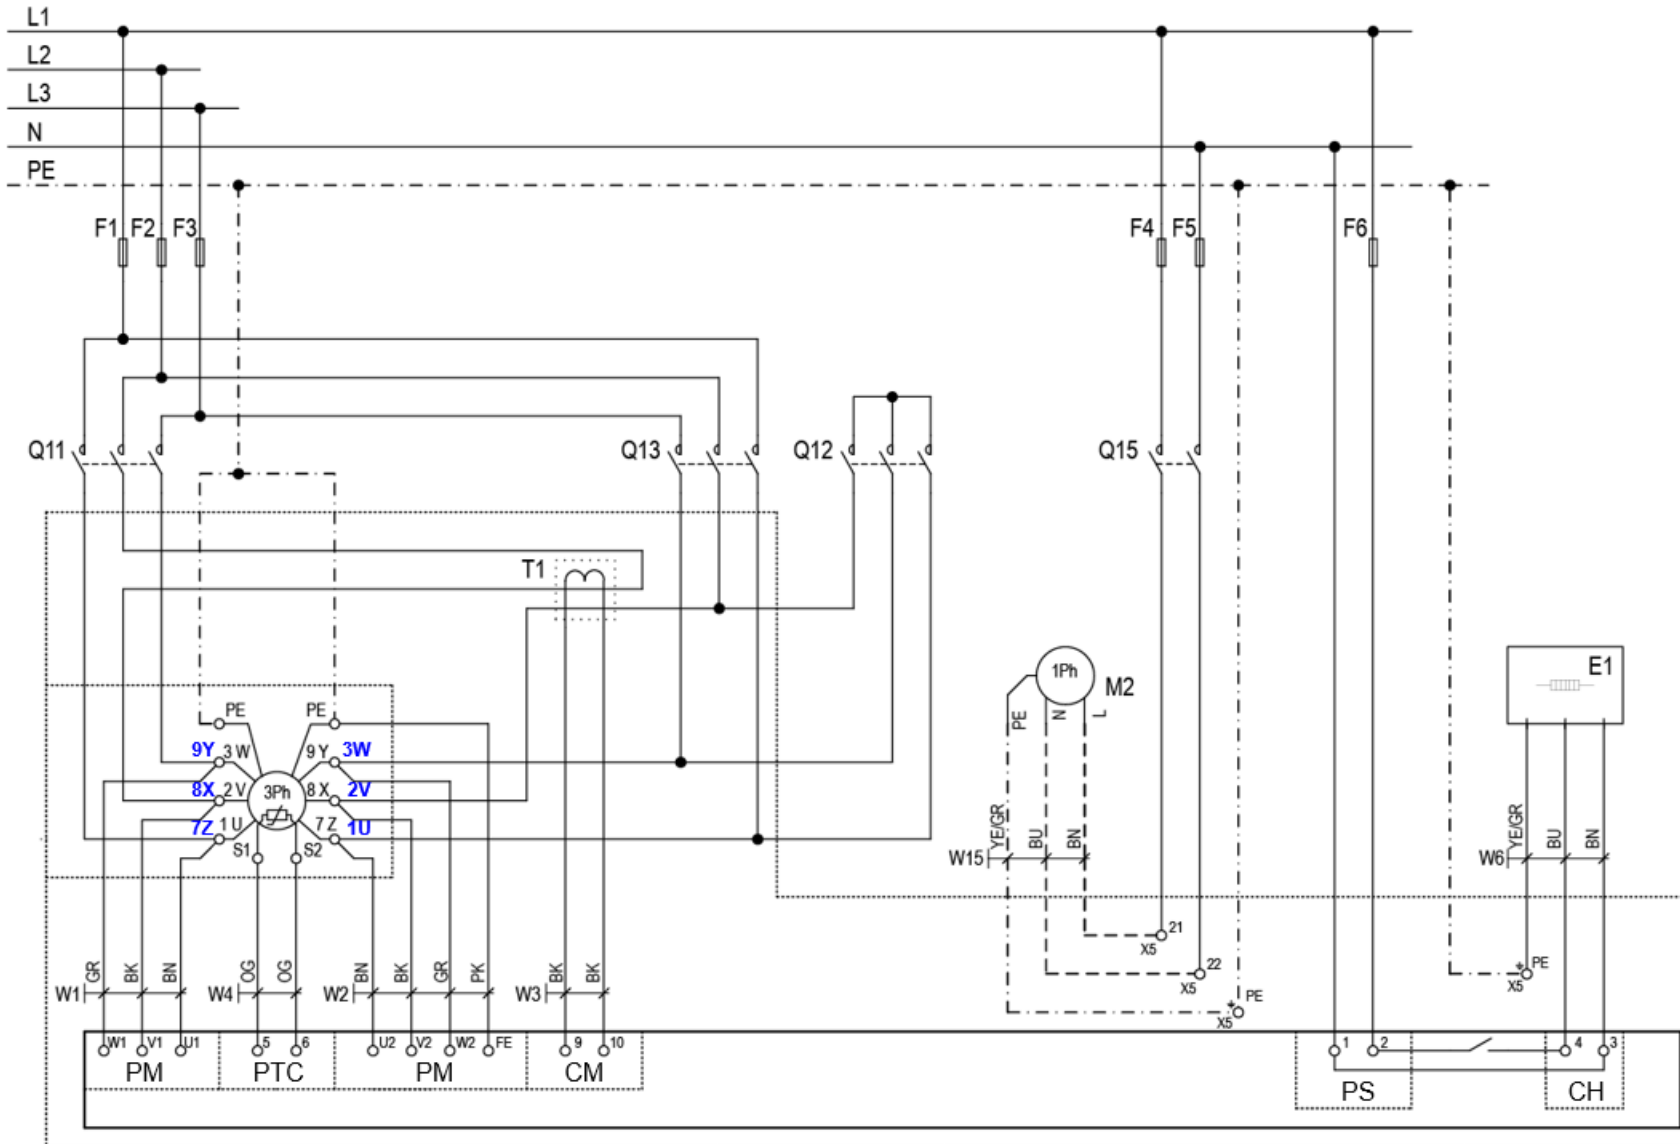 L1
L2
L3
N
PE
F1 F2 F3
F4 F5
F6
Q11
Q13
Q12
Q15
T1
1Ph
M2
E1
PE N L
PE PE
9Y 3 W 9 Y 3W
8X 2 V 3Ph 8 X 2V
7Z 1 U 7 Z 1U
S1 S2
W15 YE/GR BU BN
W6 YE/GR BU BN
21
X5
22
X5
PE
X5
PE
X5
W1 GR BK BN
W4 OG OG
W2 BN BK GR PK
W3 BK BK
W1 V1 U1 5 6 U2 V2 W2 FE 9 10
1 2 4 3
PM PTC PM CM
PS CH